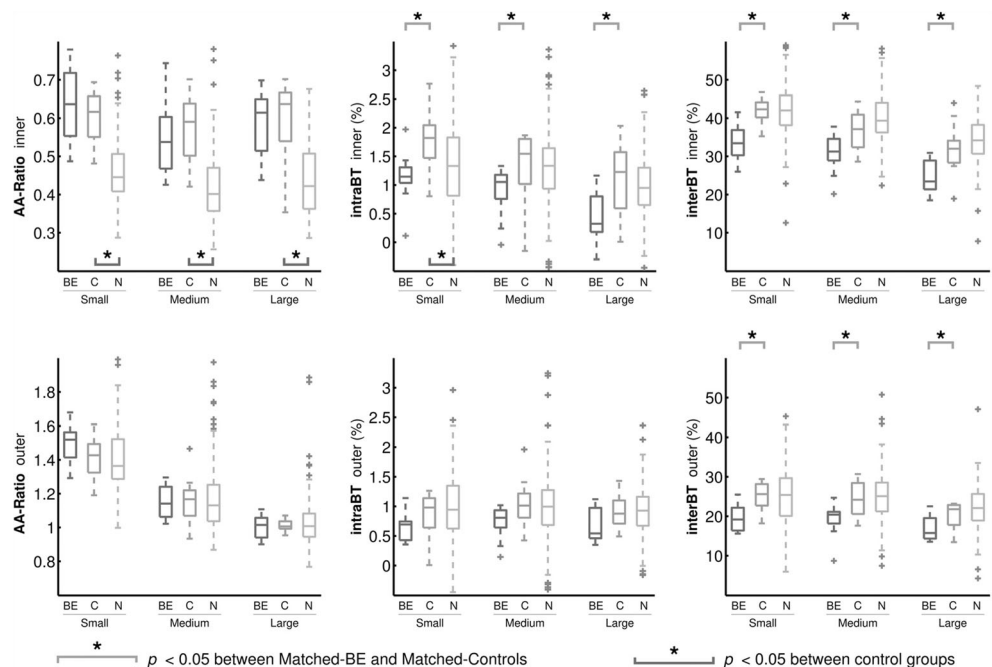 * * *
* * *
AA-Ratio inner
0.7
0.6
0.5
0.4
0.3
* * *
BE C N BE C N BE C N
Small Medium Large
intraBT inner (%)
3
2.5
2
1.5
1
0.5
0
*
BE C N BE C N BE C N
Small Medium Large
interBT inner (%)
50
40
30
20
10
BE C N BE C N BE C N
Small Medium Large
AA-Ratio outer
1.8
1.6
1.4
1.2
1
0.8
BE C N BE C N BE C N
Small Medium Large
intraBT outer (%)
3
2.5
2
1.5
1
0.5
0
BE C N BE C N BE C N
Small Medium Large
* * *
interBT outer (%)
50
40
30
20
10
BE C N BE C N BE C N
Small Medium Large
* p < 0.05 between Matched-BE and Matched-Controls
* p < 0.05 between control groups